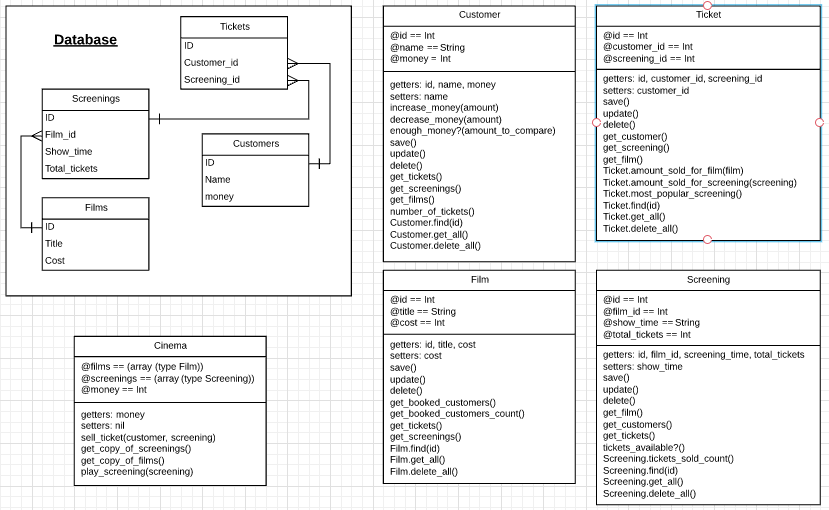 Database
Tickets
ID
Customer_id
Screening_id
Screenings
ID
Film_id
Show_time
Total_tickets
Customers
ID
Name
money
Films
ID
Title
Cost
Customer
@id == Int
@name == String
@money = Int
getters: id, name, money
setters: name
increase_money(amount)
decrease_money(amount)
enough_money?(amount_to_compare)
save()
update()
delete()
get_tickets()
get_screenings()
get_films()
number_of_tickets()
Customer.find(id)
Customer.get_all()
Customer.delete_all()
Ticket
@id == Int
@customer_id == Int
@screening_id == Int
getters: id, customer_id, screening_id
setters: customer_id
save()
update()
delete()
get_customer()
get_screening()
get_film()
Ticket.amount_sold_for_film(film)
Ticket.amount_sold_for_screening(screening)
Ticket.most_popular_screening()
Ticket.find(id)
Ticket.get_all()
Ticket.delete_all()
Cinema
@films == (array (type Film))
@screenings == (array (type Screening))
@money == Int
getters: money
setters: nil
sell_ticket(customer, screening)
get_copy_of_screenings()
get_copy_of_films()
play_screening(screening)
Film
@id == Int
@title == String
@cost == Int
getters: id, title, cost
setters: cost
save()
update()
delete()
get_booked_customers()
get_booked_customers_count()
get_tickets()
get_screenings()
Film.find(id)
Film.get_all()
Film.delete_all()
Screening
@id == Int
@film_id == Int
@show_time == String
@total_tickets == Int
getters: id, film_id, screening_time, total_tickets
setters: show_time
save()
update()
delete()
get_film()
get_customers()
get_tickets()
tickets_available?()
Screening.tickets_sold_count()
Screening.find(id)
Screening.get_all()
Screening.delete_all()